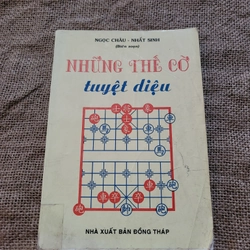 NGỌC CHÂU - NHẤT SINH
(Biên soạn)
NHỮNG THẾ CỜ
tuyệt diệu
NHÀ XUẤT BẢN ĐỒNG THÁP